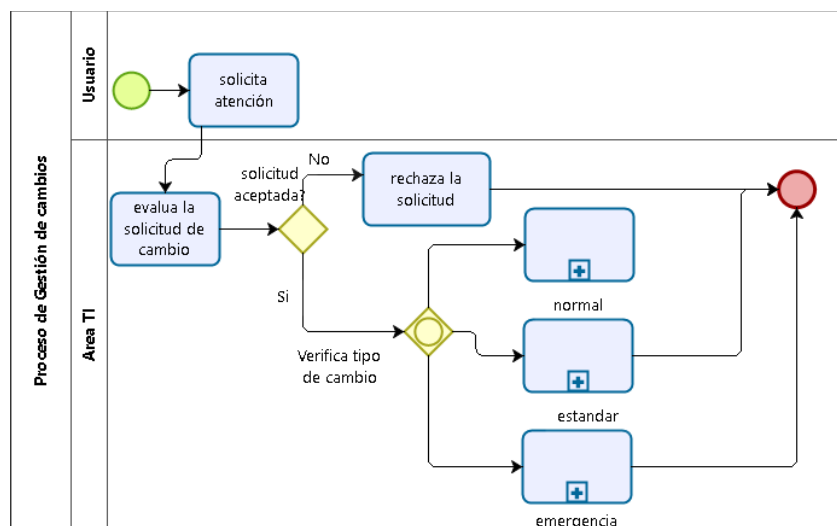 Proceso de Gestión de cambios
Usuario
solicita
atención
Area TI
evalua la
solicitud de
cambio
solicitud
aceptada?
No
rechaza la
solicitud
Si
Verifica tipo
de cambio
normal
estandar
emergencia